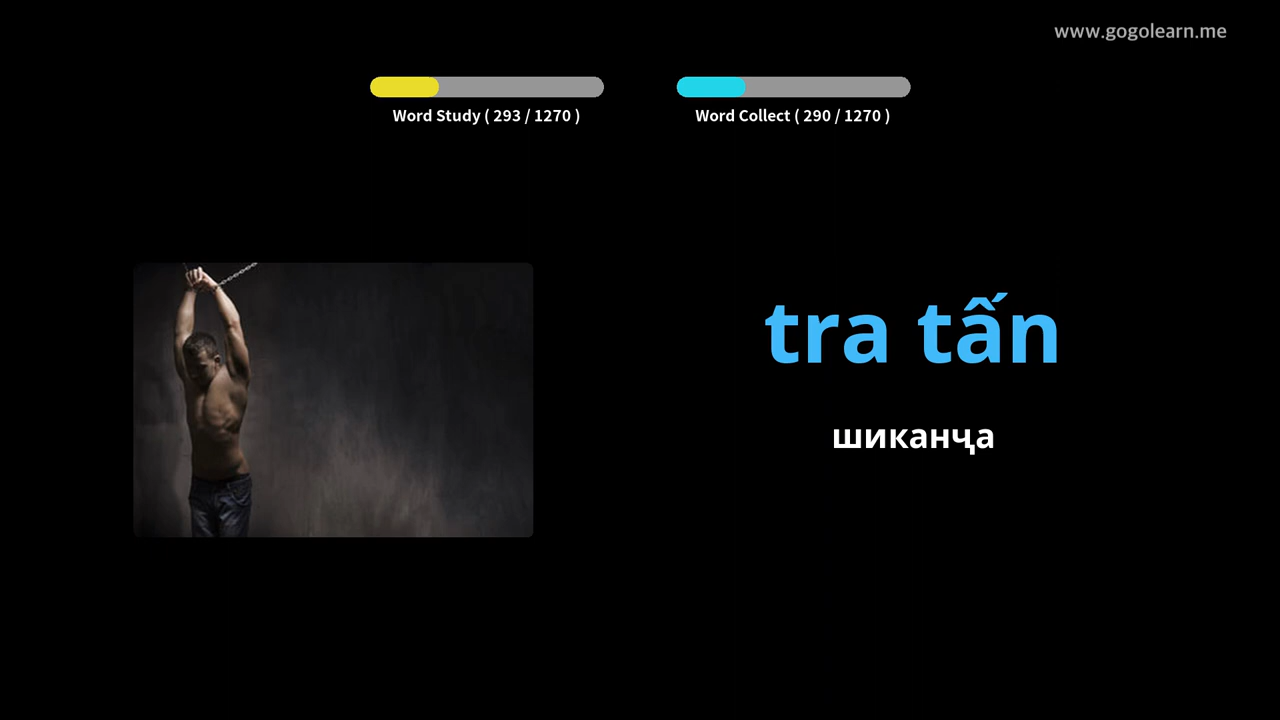 www.gogolearn.me
Word Study ( 293 / 1270 )
Word Collect ( 290 / 1270 )
tra tấn
шиканҷа